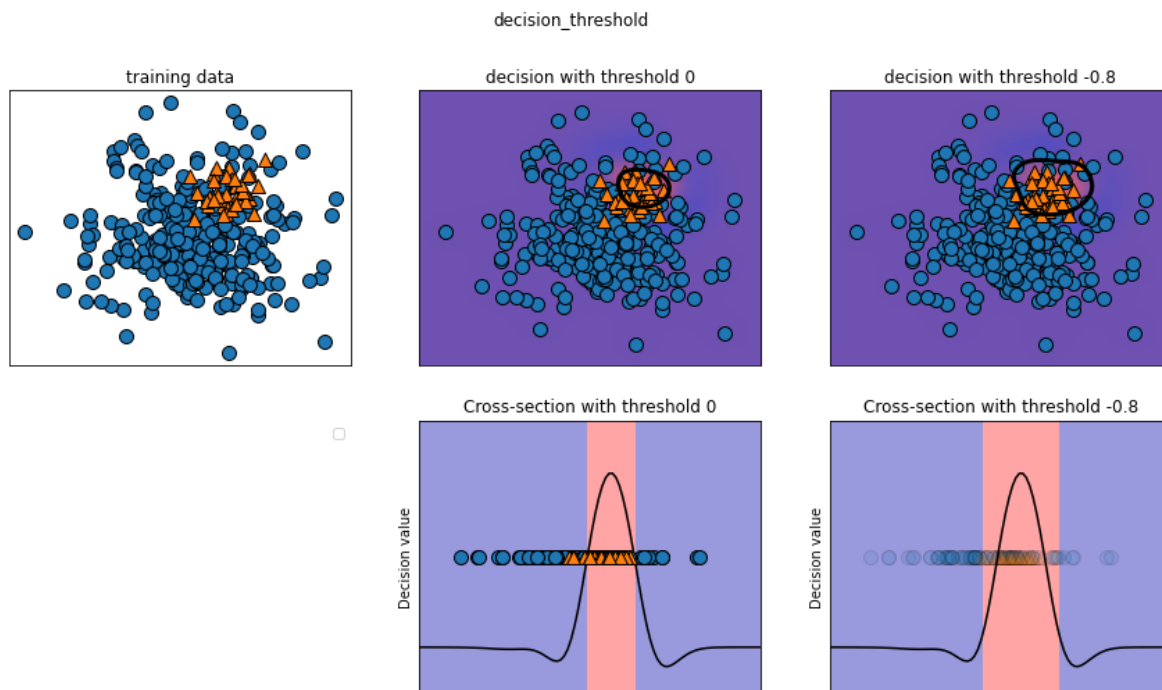 decision_threshold
training data
decision with threshold 0
decision with threshold -0.8
Cross-section with threshold 0
Cross-section with threshold -0.8
Decision value
Decision value